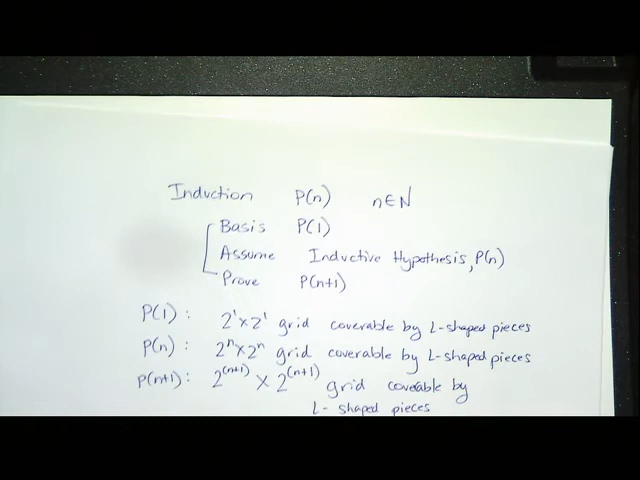 Induction P(n) n∈N
Basis P(1)
Assume Inductive Hypothesis, P(n)
Prove P(n+1)
P(1): 2¹×2¹ grid coverable by L-shaped pieces
P(n): 2ⁿ×2ⁿ grid coverable by L-shaped pieces
P(n+1): 2⁽ⁿ⁺¹⁾ × 2⁽ⁿ⁺¹⁾ grid coverable by
L-shaped pieces